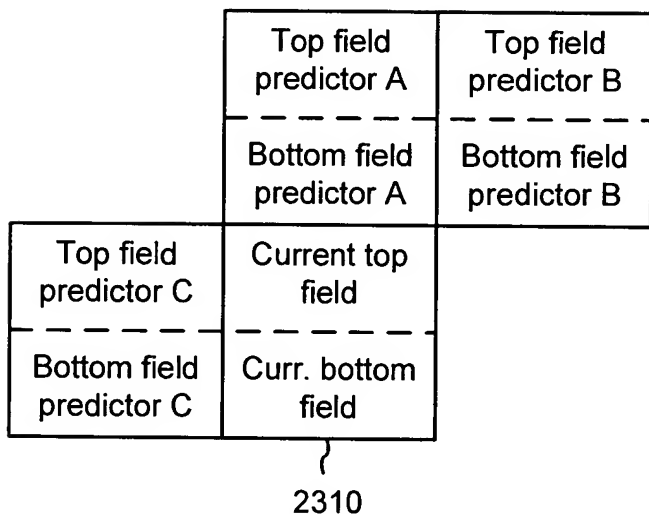 Top field
predictor A
Top field
predictor B
Bottom field
predictor A
Bottom field
predictor B
Top field
predictor C
Current top
field
Bottom field
predictor C
Curr. bottom
field
2310